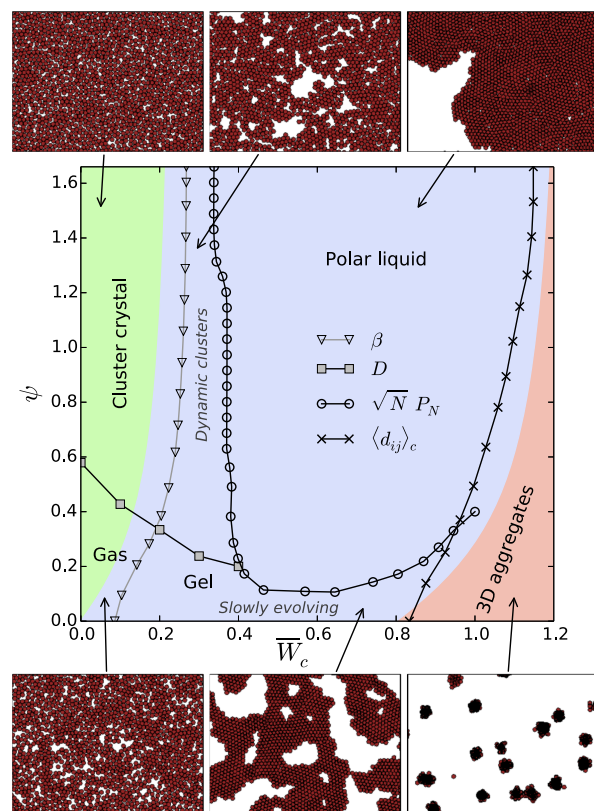 1.6
1.4
1.2
1.0
0.8
0.6
0.4
0.2
0.0
ψ
Cluster crystal
Dynamic clusters
Polar liquid
β
D
√N P_N
⟨d_ij⟩_c
Gas
Gel
Slowly evolving
3D aggregates
0.0 0.2 0.4 0.6 0.8 1.0 1.2
W̅_c